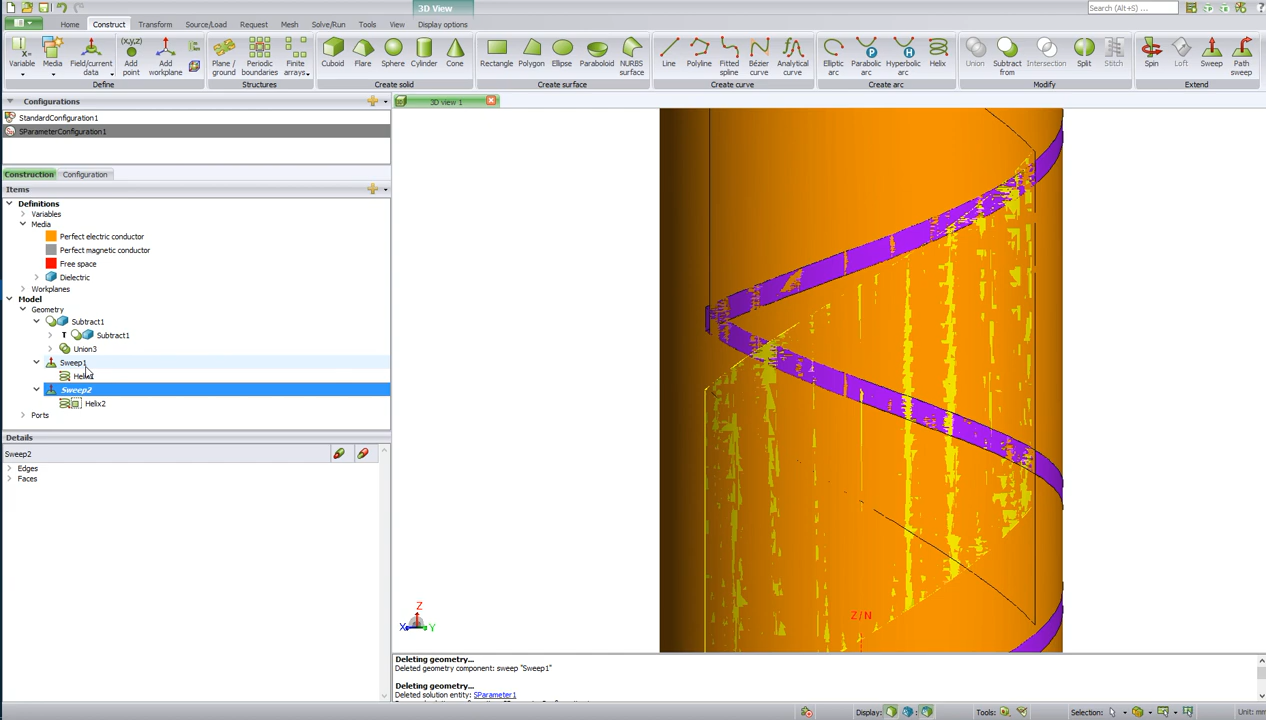 3D View
Search (Alt+S)
Home Construct Transform Source/Load Request Mesh Solve/Run Tools View Display options
Variable Media Field/current data Add point Add workplane Plane / ground Periodic boundaries Finite arrays Cuboid Flare Sphere Cylinder Cone Rectangle Polygon Ellipse Paraboloid NURBS surface Line Polyline Fitted spline Bézier curve Analytical curve Elliptic arc Parabolic arc Hyperbolic arc Helix Union Subtract from Intersection Split Stitch Spin Loft Sweep Path sweep
Define Structures Create solid Create surface Create curve Create arc Modify Extend
Configurations
3D view 1
StandardConfiguration1
SParameterConfiguration1
Construction Configuration
Items
Definitions
Variables
Media
Perfect electric conductor
Perfect magnetic conductor
Free space
Dielectric
Workplanes
Model
Geometry
Subtract1
T Subtract1
Union3
Sweep1
Sweep2
Helix2
Ports
Details
Sweep2
Edges
Faces
Z
X
Y
Z/N
Deleting geometry...
Deleted geometry component: sweep "Sweep1"
Deleting geometry...
Deleted solution entity: SParameter1
Display: Tools: Selection: Unit: mm